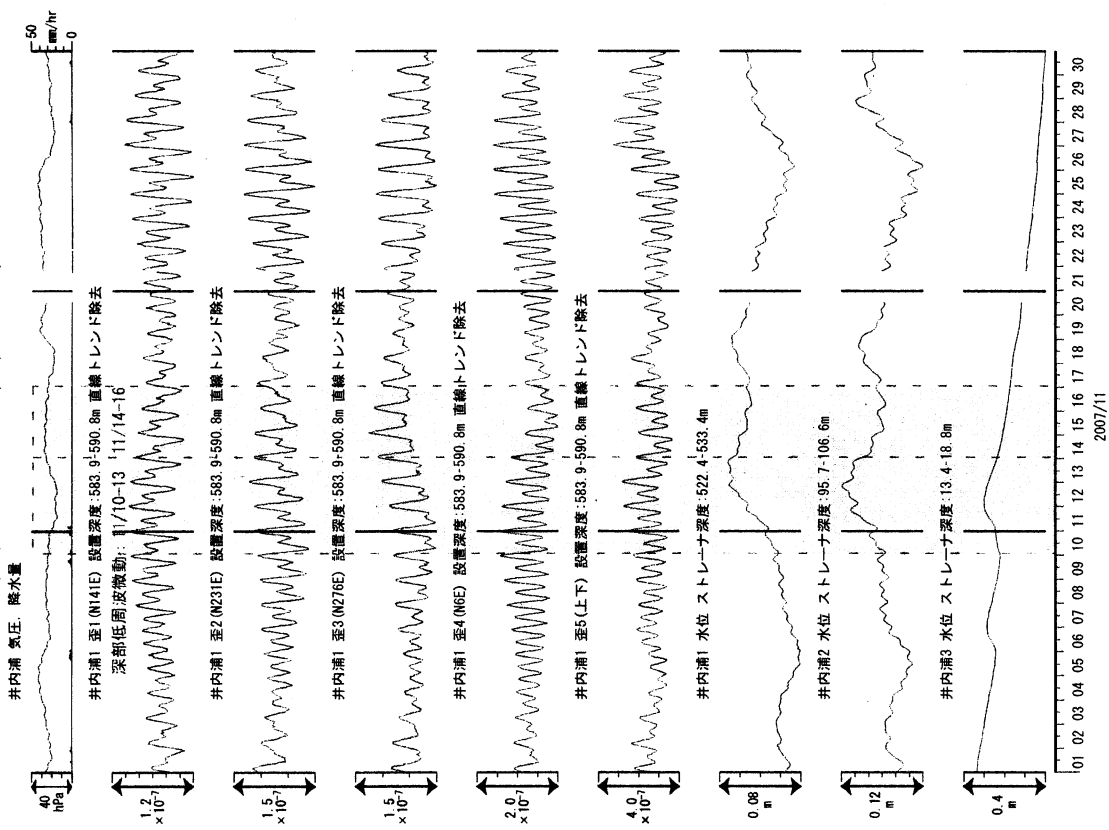 井内浦 気圧, 降水量
40 hPa
50
mm/hr
0
井内浦1 歪1(N141E) 設置深度:583.9-590.8m 直線トレンド除去
深部低周波微動: 11/10-13 11/14-16
1.2 ×10⁻⁷
井内浦1 歪2(N231E) 設置深度:583.9-590.8m 直線トレンド除去
1.5 ×10⁻⁷
井内浦1 歪3(N276E) 設置深度:583.9-590.8m 直線トレンド除去
1.5 ×10⁻⁷
井内浦1 歪4(N6E) 設置深度:583.9-590.8m 直線トレンド除去
2.0 ×10⁻⁷
井内浦1 歪5(上下) 設置深度:583.9-590.8m 直線トレンド除去
4.0 ×10⁻⁷
井内浦1 水位 ストレーナ深度:522.4-533.4m
0.08 m
井内浦2 水位 ストレーナ深度:95.7-106.6m
0.12 m
井内浦3 水位 ストレーナ深度:13.4-18.8m
0.4 m
01 02 03 04 05 06 07 08 09 10 11 12 13 14 15 16 17 18 19 20 21 22 23 24 25 26 27 28 29 30
2007/11